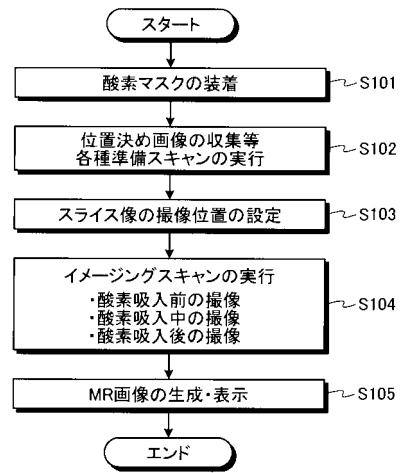 スタート
酸素マスクの装着
S101
位置決め画像の収集等
各種準備スキャンの実行
S102
スライス像の撮像位置の設定
S103
イメージングスキャンの実行
・酸素吸入前の撮像
・酸素吸入中の撮像
・酸素吸入後の撮像
S104
MR画像の生成・表示
S105
エンド